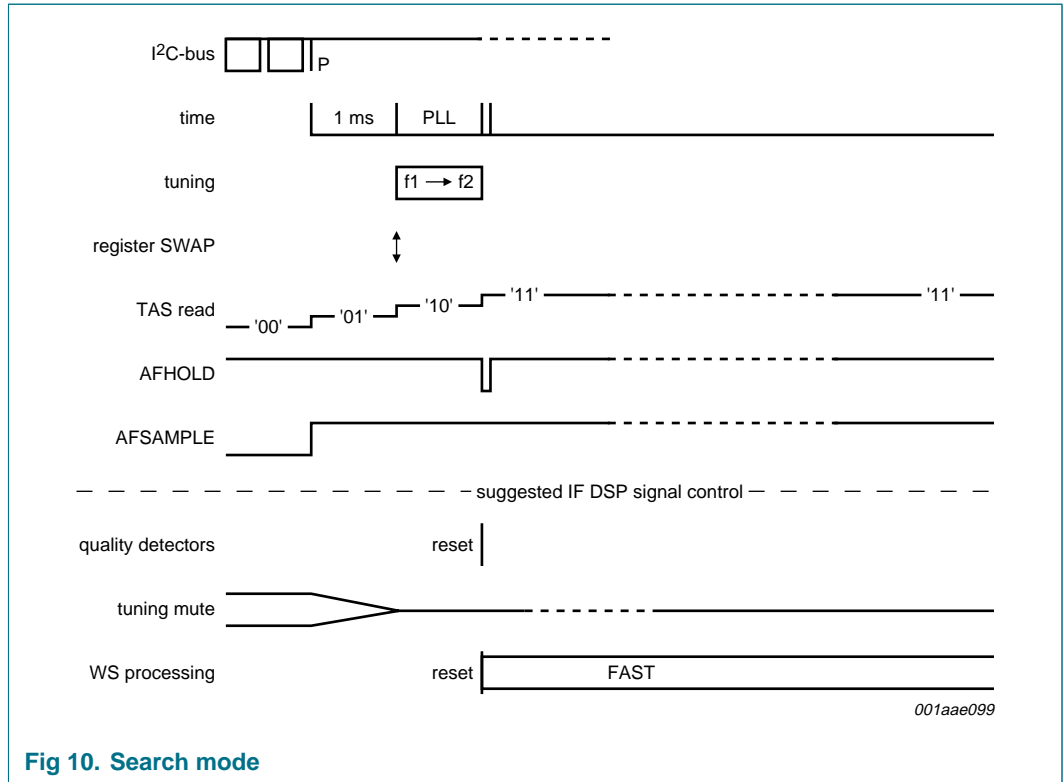 I²C-bus
P
time 1 ms PLL
tuning f1 → f2
register SWAP
TAS read '00' '01' '10' '11' '11'
AFHOLD
AFSAMPLE
suggested IF DSP signal control
quality detectors reset
tuning mute
WS processing reset FAST
001aae099
Fig 10. Search mode